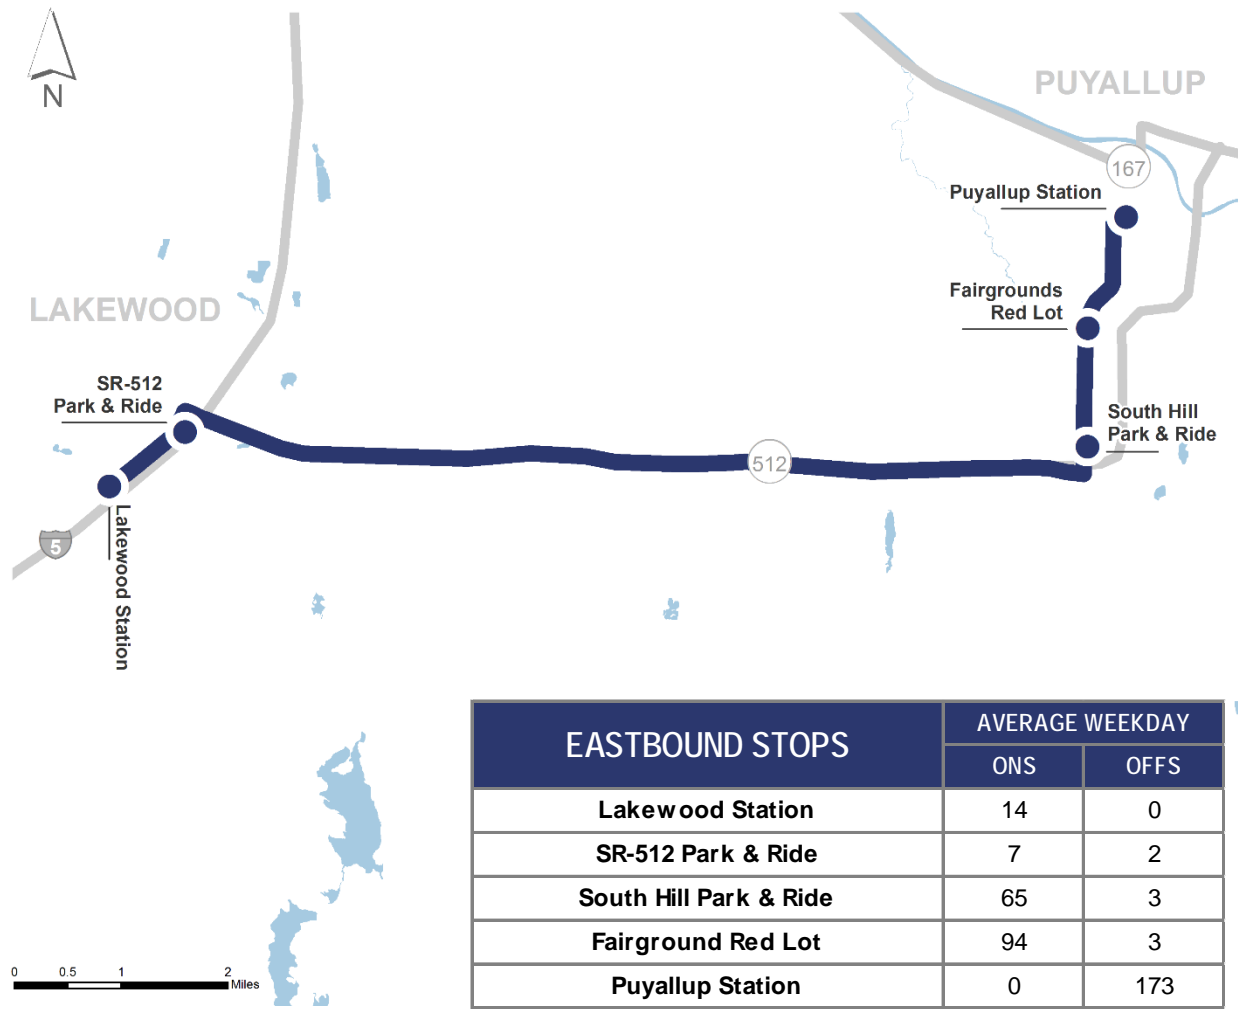 N
PUYALLUP
167
Puyallup Station
Fairgrounds
Red Lot
LAKEWOOD
SR-512
Park & Ride
South Hill
Park & Ride
512
5
Lakewood Station
EASTBOUND STOPS
AVERAGE WEEKDAY
ONS OFFS
Lakewood Station 14 0
SR-512 Park & Ride 7 2
South Hill Park & Ride 65 3
Fairground Red Lot 94 3
Puyallup Station 0 173
0 0.5 1 2
Miles